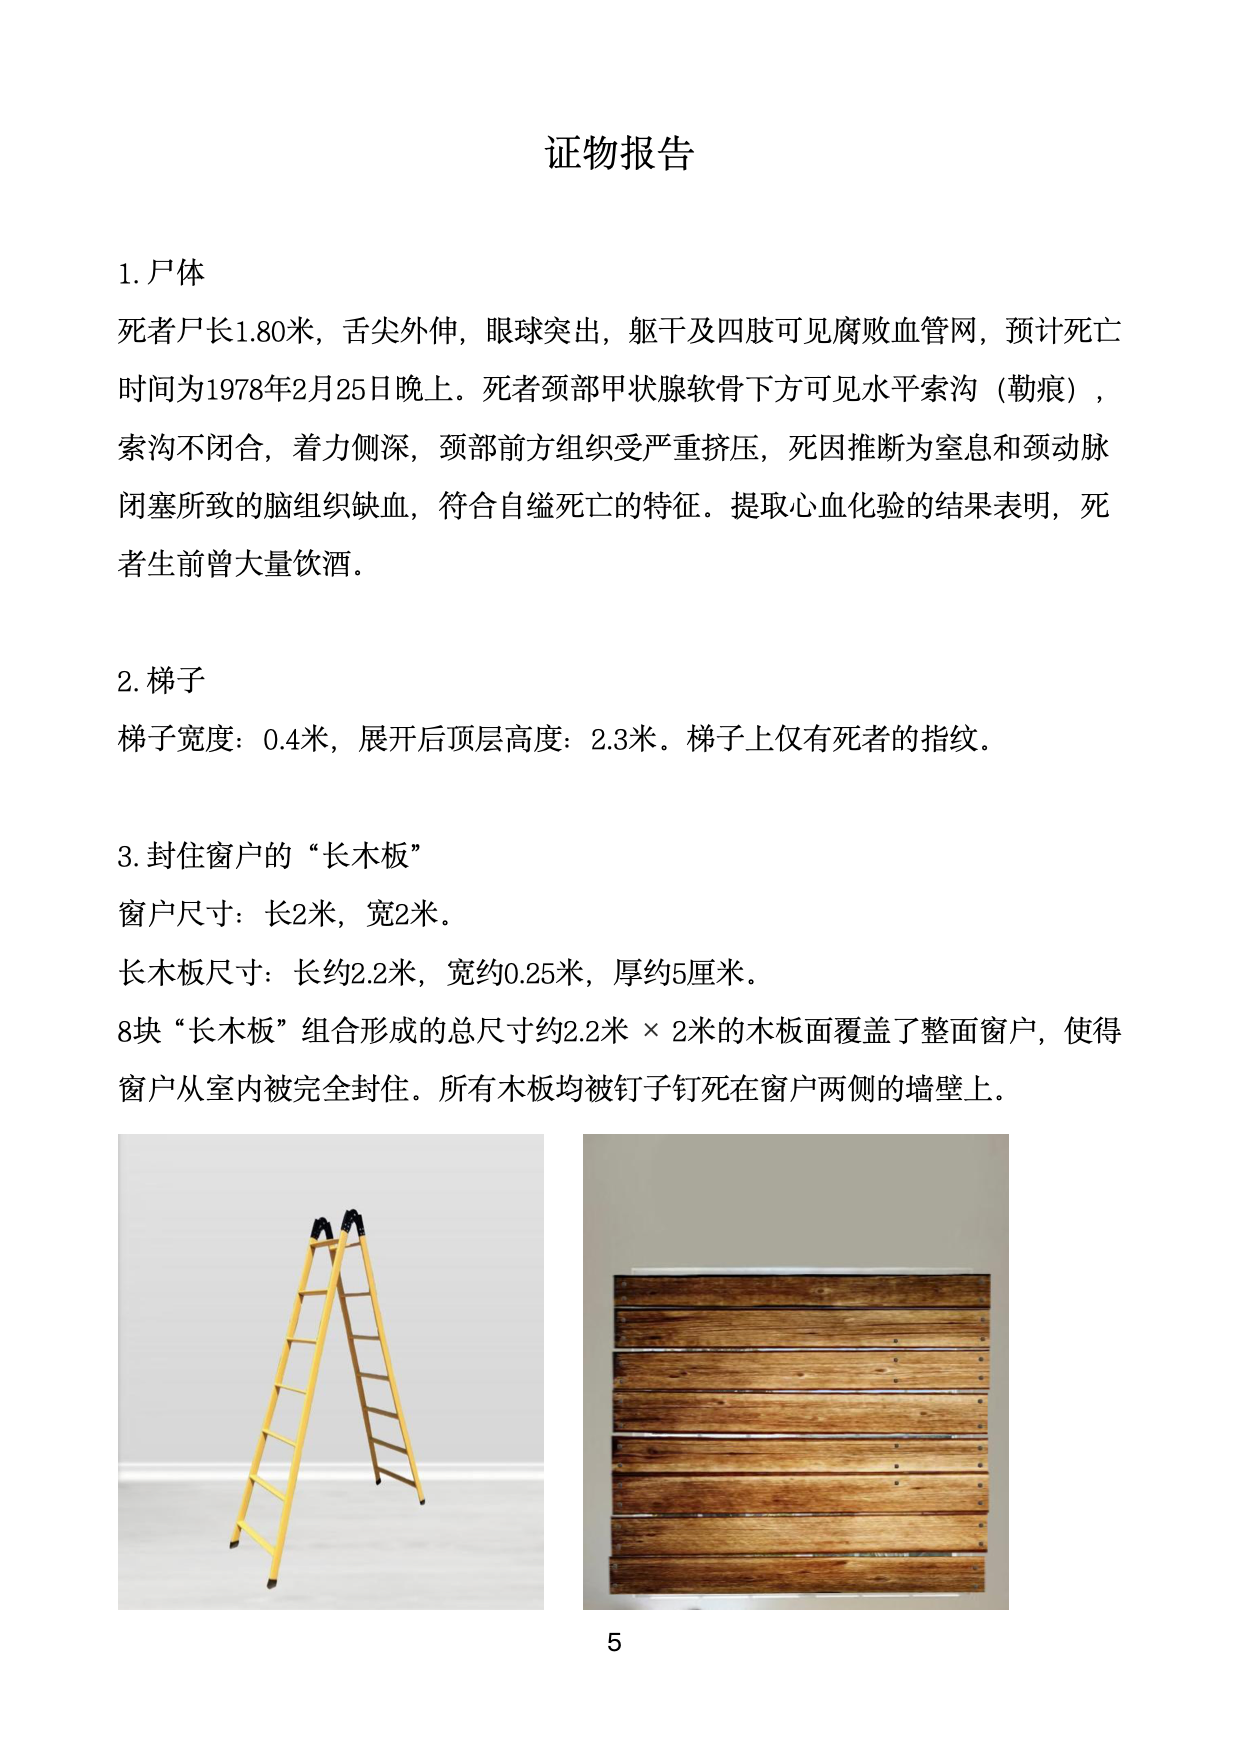 证物报告
1. 尸体
死者尸长1.80米，舌尖外伸，眼球突出，躯干及四肢可见腐败血管网，预计死亡
时间为1978年2月25日晚上。死者颈部甲状腺软骨下方可见水平索沟（勒痕），
索沟不闭合，着力侧深，颈部前方组织受严重挤压，死因推断为窒息和颈动脉
闭塞所致的脑组织缺血，符合自缢死亡的特征。提取心血化验的结果表明，死
者生前曾大量饮酒。
2. 梯子
梯子宽度：0.4米，展开后顶层高度：2.3米。梯子上仅有死者的指纹。
3. 封住窗户的“长木板”
窗户尺寸：长2米，宽2米。
长木板尺寸：长约2.2米，宽约0.25米，厚约5厘米。
8块“长木板”组合形成的总尺寸约2.2米 × 2米的木板面覆盖了整面窗户，使得
窗户从室内被完全封住。所有木板均被钉子钉死在窗户两侧的墙壁上。
5